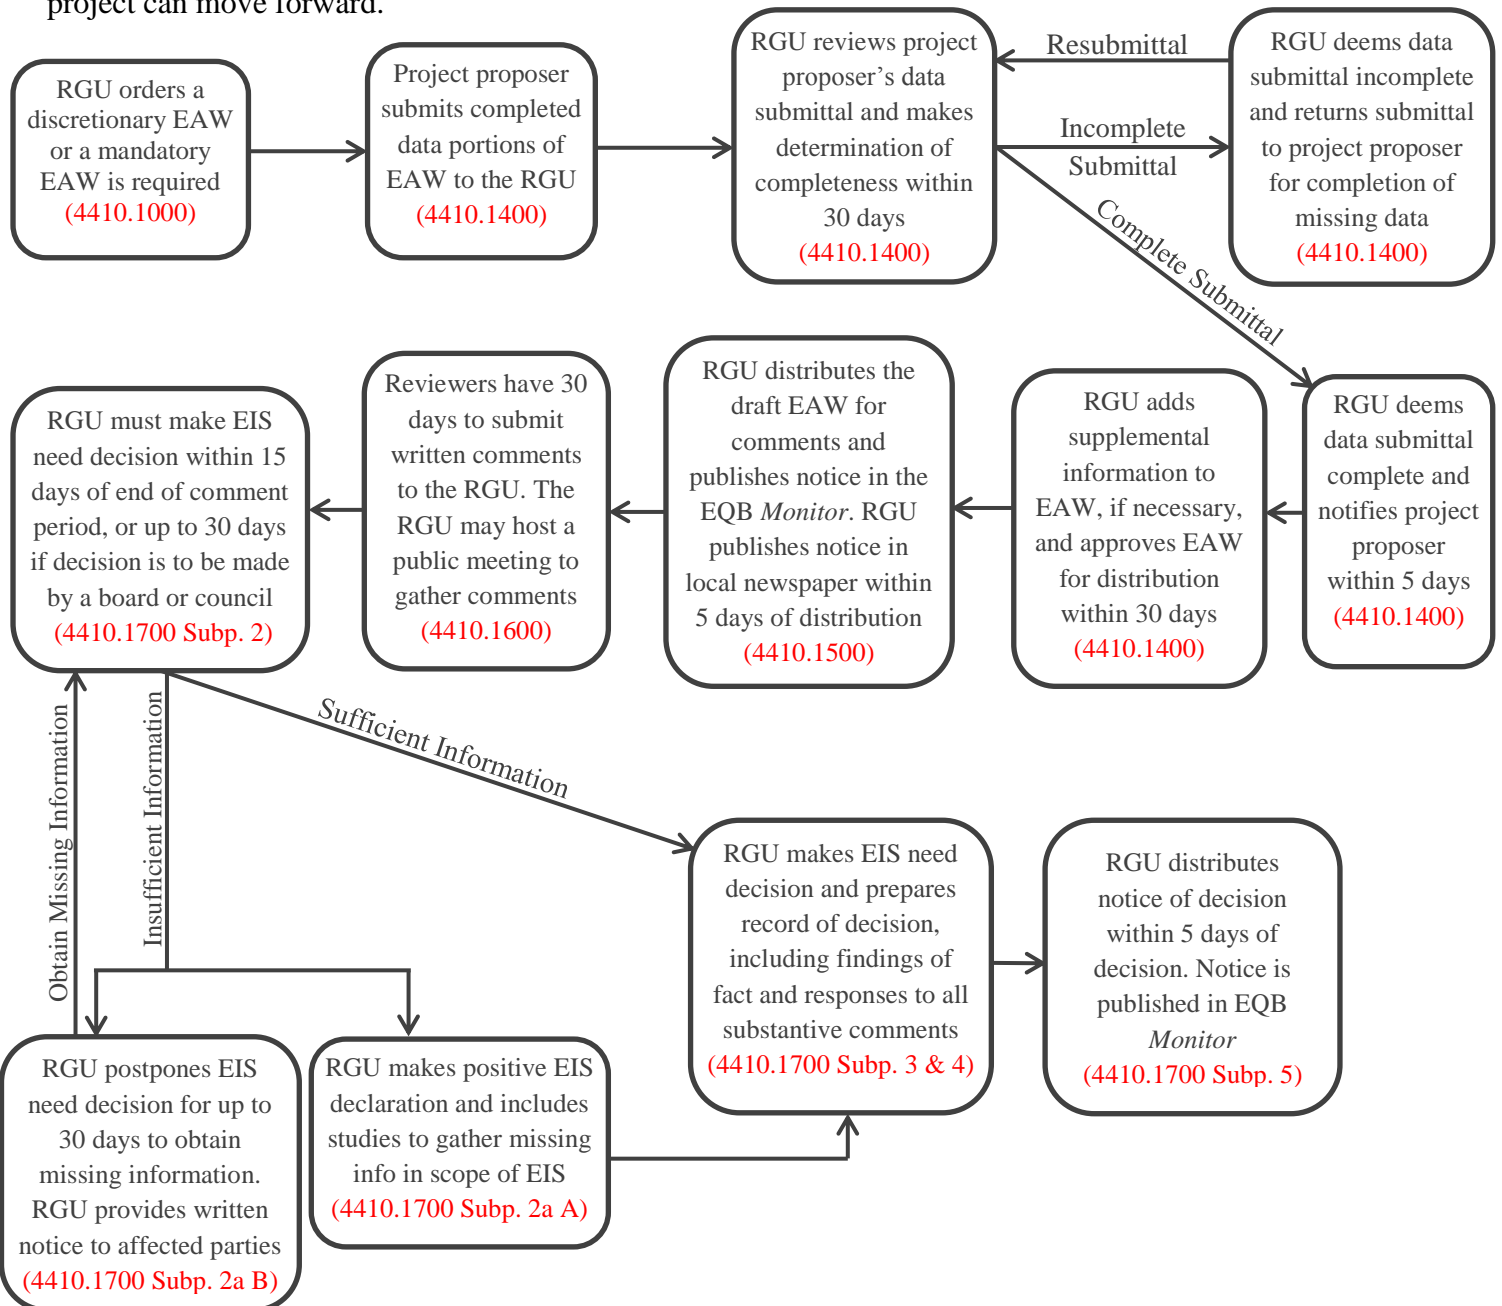 project can move forward.
RGU orders a
discretionary EAW
or a mandatory
EAW is required
(4410.1000)
Project proposer
submits completed
data portions of
EAW to the RGU
(4410.1400)
RGU reviews project
proposer’s data
submittal and makes
determination of
completeness within
30 days
(4410.1400)
Resubmittal
Incomplete
Submittal
RGU deems data
submittal incomplete
and returns submittal
to project proposer
for completion of
missing data
(4410.1400)
Complete Submittal
RGU deems
data submittal
complete and
notifies project
proposer
within 5 days
(4410.1400)
RGU adds
supplemental
information to
EAW, if necessary,
and approves EAW
for distribution
within 30 days
(4410.1400)
RGU distributes the
draft EAW for
comments and
publishes notice in the
EQB Monitor. RGU
publishes notice in
local newspaper within
5 days of distribution
(4410.1500)
Reviewers have 30
days to submit
written comments
to the RGU. The
RGU may host a
public meeting to
gather comments
(4410.1600)
RGU must make EIS
need decision within 15
days of end of comment
period, or up to 30 days
if decision is to be made
by a board or council
(4410.1700 Subp. 2)
Obtain Missing Information
Insufficient Information
Sufficient Information
RGU postpones EIS
need decision for up to
30 days to obtain
missing information.
RGU provides written
notice to affected parties
(4410.1700 Subp. 2a B)
RGU makes positive EIS
declaration and includes
studies to gather missing
info in scope of EIS
(4410.1700 Subp. 2a A)
RGU makes EIS need
decision and prepares
record of decision,
including findings of
fact and responses to all
substantive comments
(4410.1700 Subp. 3 & 4)
RGU distributes
notice of decision
within 5 days of
decision. Notice is
published in EQB
Monitor
(4410.1700 Subp. 5)